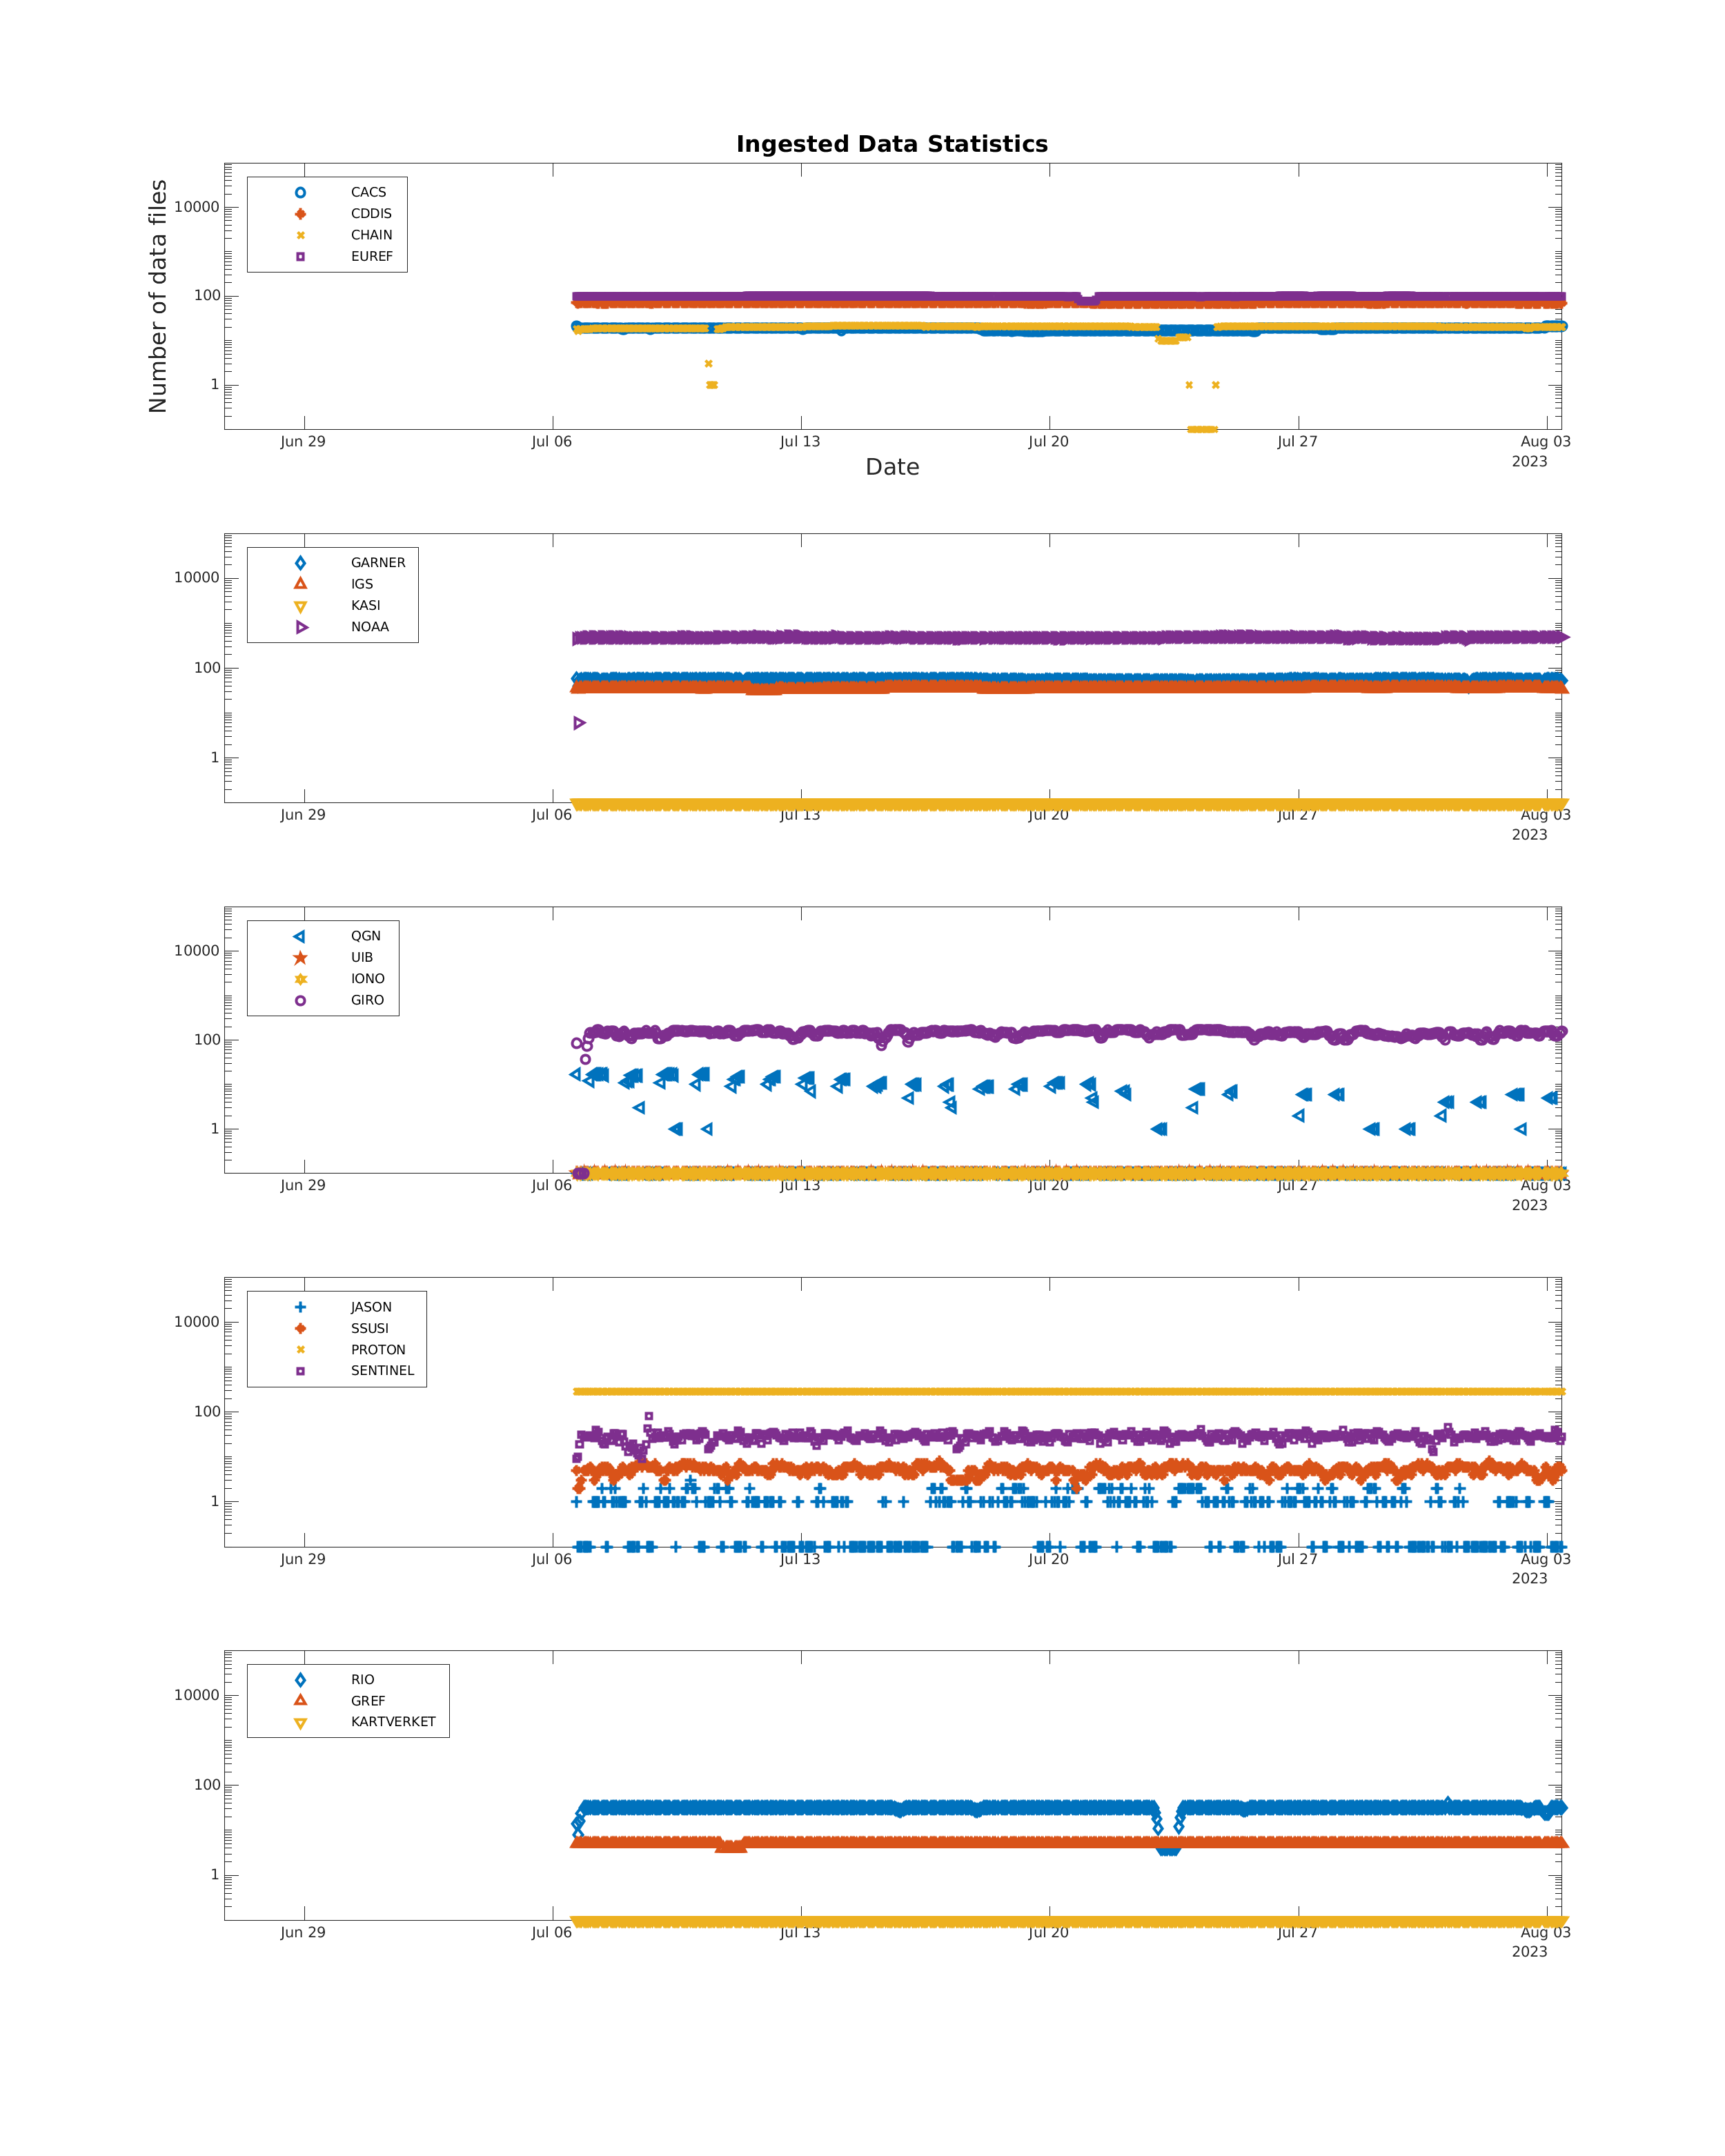 Ingested Data Statistics
Number of data files
10000
100
1
CACS
CDDIS
CHAIN
EUREF
Jun 29 Jul 06 Jul 13 Jul 20 Jul 27 Aug 03
2023
Date
10000
100
1
GARNER
IGS
KASI
NOAA
Jun 29 Jul 06 Jul 13 Jul 20 Jul 27 Aug 03
2023
10000
100
1
QGN
UIB
IONO
GIRO
Jun 29 Jul 06 Jul 13 Jul 20 Jul 27 Aug 03
2023
10000
100
1
JASON
SSUSI
PROTON
SENTINEL
Jun 29 Jul 06 Jul 13 Jul 20 Jul 27 Aug 03
2023
10000
100
1
RIO
GREF
KARTVERKET
Jun 29 Jul 06 Jul 13 Jul 20 Jul 27 Aug 03
2023